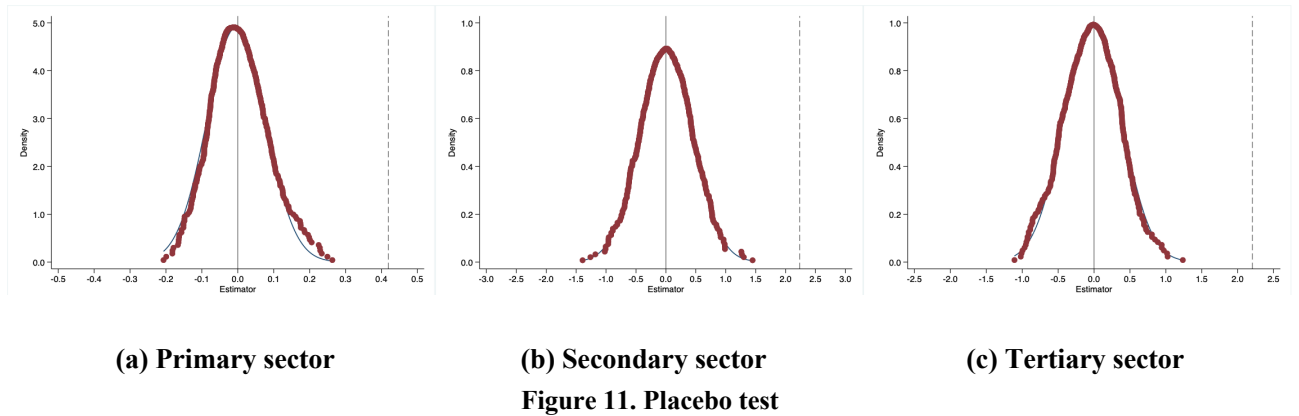 5.0
4.0
3.0
2.0
1.0
0.0
Density
-0.5 -0.4 -0.3 -0.2 -0.1 0.0 0.1 0.2 0.3 0.4 0.5
Estimator
(a) Primary sector
1.0
0.8
0.6
0.4
0.2
0.0
Density
-3.0 -2.5 -2.0 -1.5 -1.0 -0.5 0.0 0.5 1.0 1.5 2.0 2.5 3.0
Estimator
(b) Secondary sector
1.0
0.8
0.6
0.4
0.2
0.0
Density
-2.5 -2.0 -1.5 -1.0 -0.5 0.0 0.5 1.0 1.5 2.0 2.5
Estimator
(c) Tertiary sector
Figure 11. Placebo test